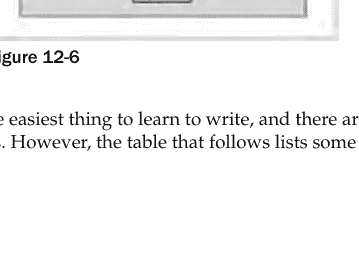 igure 12-6
e easiest thing to learn to write, and there ar
. However, the table that follows lists some